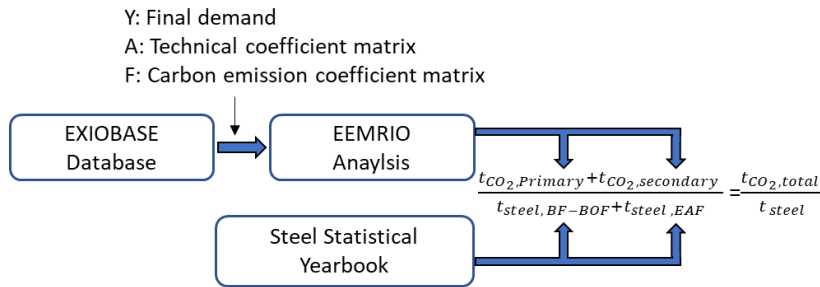 Y: Final demand
A: Technical coefficient matrix
F: Carbon emission coefficient matrix
EXIOBASE
Database
EEMRIO
Anaylsis
t_{CO_2,Primary}+t_{CO_2,secondary}
t_{steel,BF-BOF}+t_{steel,EAF}
=
t_{CO_2,total}
t_{steel}
Steel Statistical
Yearbook